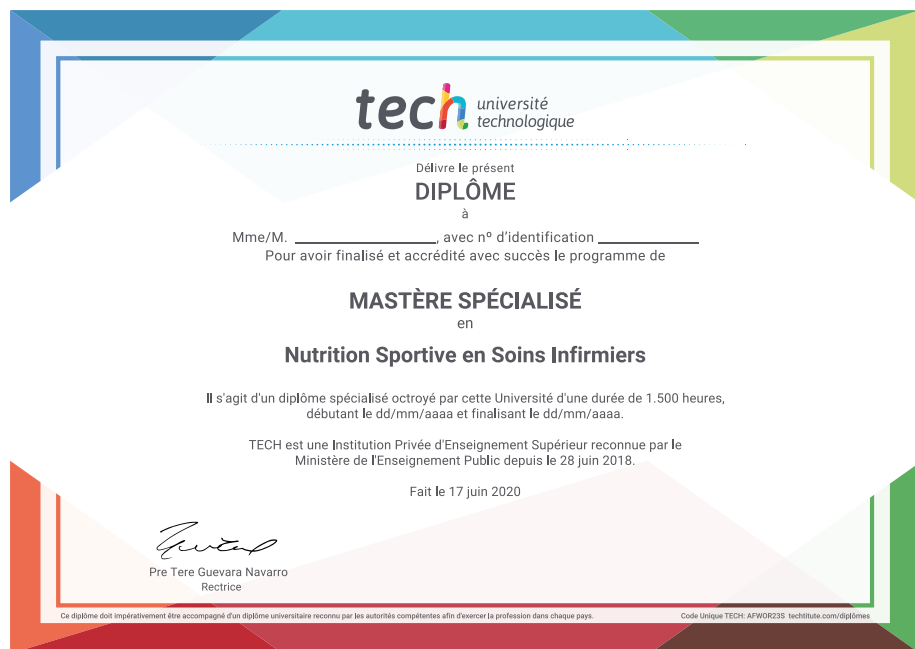 tech université
technologique
Délivre le présent
DIPLÔME
à
Mme/M. ____________________, avec nº d'identification ______________
Pour avoir finalisé et accrédité avec succès le programme de
MASTÈRE SPÉCIALISÉ
en
Nutrition Sportive en Soins Infirmiers
Il s'agit d'un diplôme spécialisé octroyé par cette Université d'une durée de 1.500 heures,
débutant le dd/mm/aaaa et finalisant le dd/mm/aaaa.
TECH est une Institution Privée d'Enseignement Supérieur reconnue par le
Ministère de l'Enseignement Public depuis le 28 juin 2018.
Fait le 17 juin 2020
Pre Tere Guevara Navarro
Rectrice
Ce diplôme doit impérativement être accompagné d'un diplôme universitaire reconnu par les autorités compétentes afin d'exercer la profession dans chaque pays.
Code Unique TECH: AFWOR23S techtitute.com/diplômes